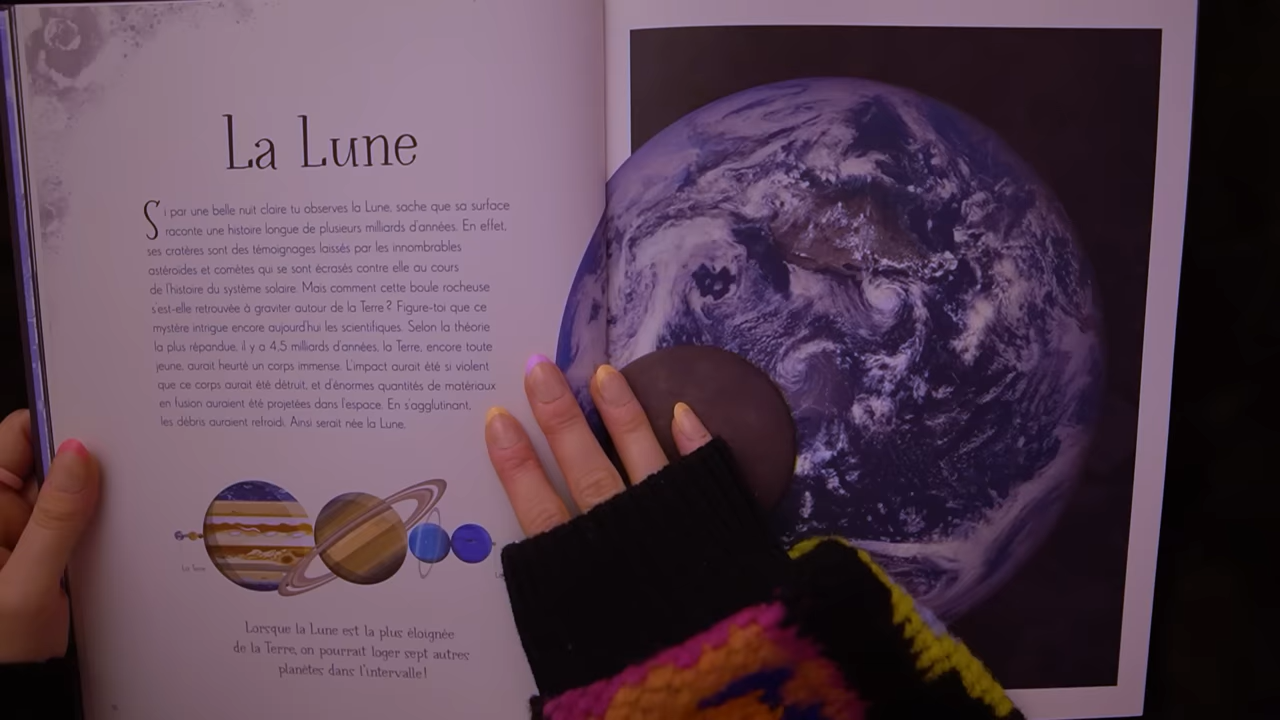 La Lune
Si par une belle nuit claire tu observes la Lune, sache que sa surface
raconte une histoire longue de plusieurs milliards d'années. En effet,
ses cratères sont des témoignages laissés par les innombrables
astéroïdes et comètes qui se sont écrasés contre elle au cours
de l'histoire du système solaire. Mais comment cette boule rocheuse
s'est-elle retrouvée à graviter autour de la Terre ? Figure-toi que ce
mystère intrigue encore aujourd'hui les scientifiques. Selon la théorie
la plus répandue, il y a 4,5 milliards d'années, la Terre, encore toute
jeune, aurait heurté un corps immense. L'impact aurait été si violent
que ce corps aurait été détruit, et d'énormes quantités de matériaux
en fusion auraient été projetées dans l'espace. En s'agglutinant,
les débris auraient refroidi. Ainsi serait née la Lune.
La Terre
Lorsque la Lune est la plus éloignée
de la Terre, on pourrait loger sept autres
planètes dans l'intervalle !